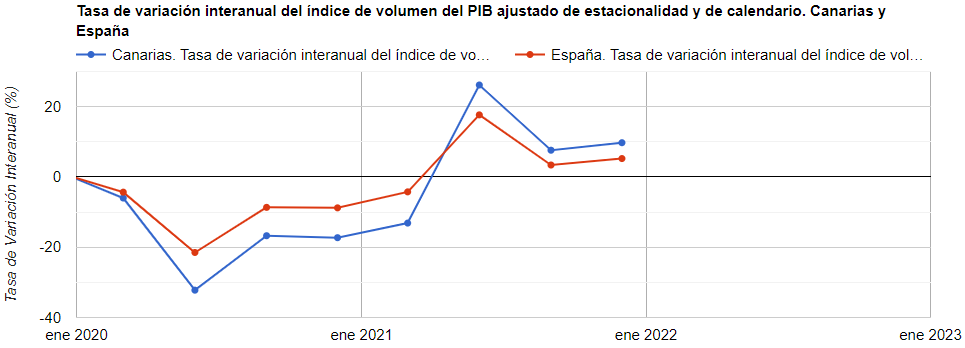 Tasa de variación interanual del índice de volumen del PIB ajustado de estacionalidad y de calendario. Canarias y
España
Canarias. Tasa de variación interanual del índice de vo…
España. Tasa de variación interanual del índice de vol…
Tasa de Variación Interanual (%)
20
0
-20
-40
ene 2020
ene 2021
ene 2022
ene 2023